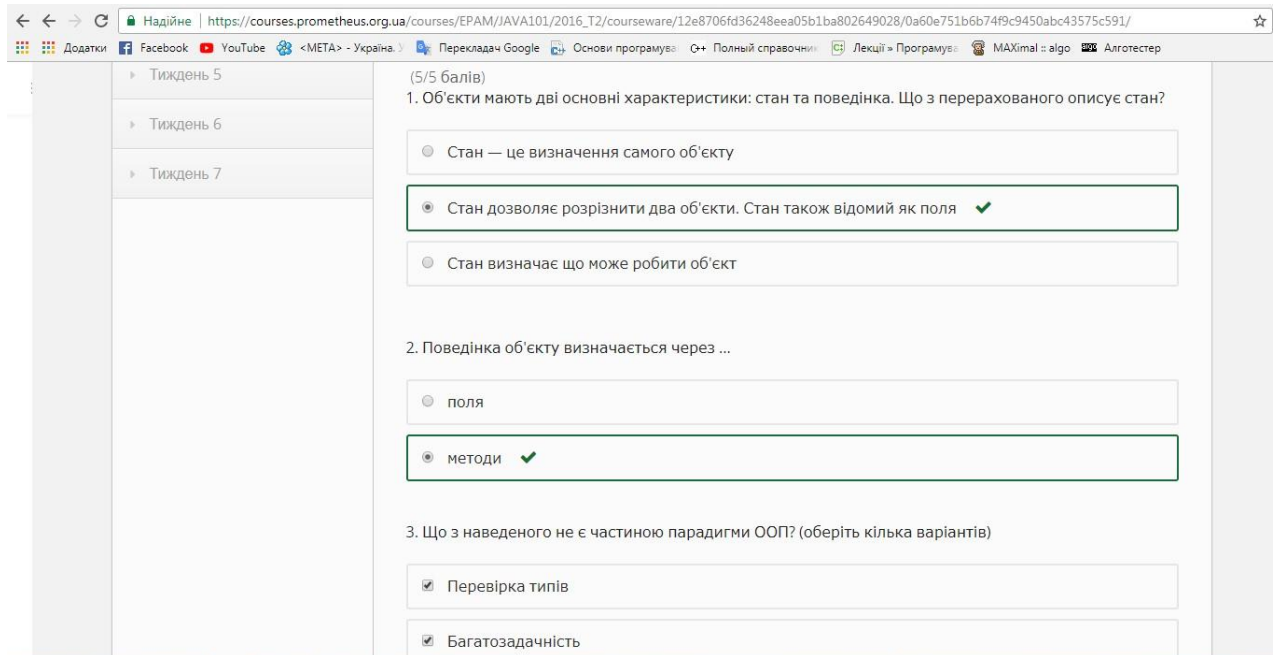 Надійне | https://courses.prometheus.org.ua/courses/EPAM/JAVA101/2016_T2/courseware/12e8706fd36248eea05b1ba802649028/0a60e751b6b74f9c9450abc43575c591/
Додатки Facebook YouTube <META> - Україна. Перекладач Google Основи програмува Полный справочник Лекції » Програмува MAXimal :: algo Алготестер
Тиждень 5
Тиждень 6
Тиждень 7
(5/5 балів)
1. Об'єкти мають дві основні характеристики: стан та поведінка. Що з перерахованого описує стан?
Стан — це визначення самого об'єкту
Стан дозволяє розрізнити два об'єкти. Стан також відомий як поля
Стан визначає що може робити об'єкт
2. Поведінка об'єкту визначається через ...
поля
методи
3. Що з наведеного не є частиною парадигми ООП? (оберіть кілька варіантів)
Перевірка типів
Багатозадачність